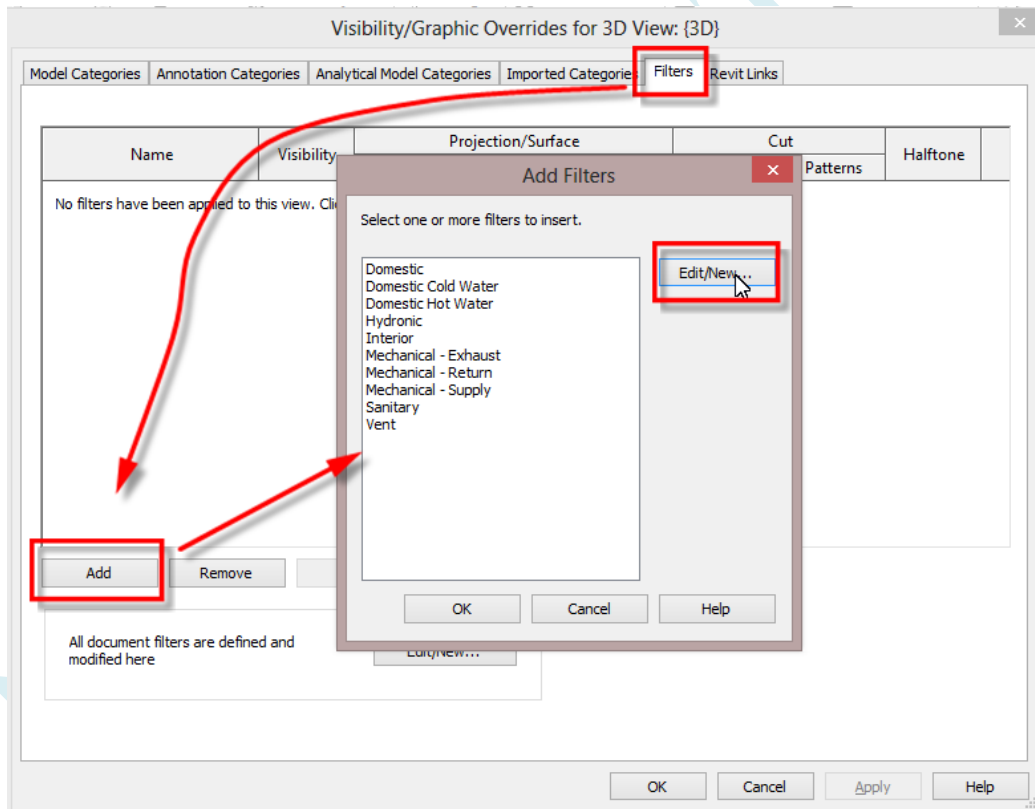 Visibility/Graphic Overrides for 3D View: {3D}
Model Categories
Annotation Categories
Analytical Model Categories
Imported Categories
Filters
Revit Links
Name
Visibility
Projection/Surface
Cut
Halftone
Patterns
No filters have been applied to this view.
Add Filters
Select one or more filters to insert.
Domestic
Domestic Cold Water
Domestic Hot Water
Hydronic
Interior
Mechanical - Exhaust
Mechanical - Return
Mechanical - Supply
Sanitary
Vent
Edit/New...
OK
Cancel
Help
Add
Remove
All document filters are defined and
modified here
Edit/New...
OK
Cancel
Apply
Help